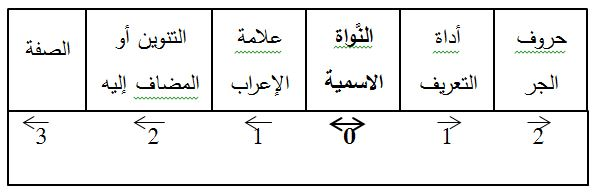 حروف الجر
أداة التعريف
النَّواة الاسمية
علامة الإعراب
التنوين أو المضاف إليه
الصفة
2 1 0 1 2 3